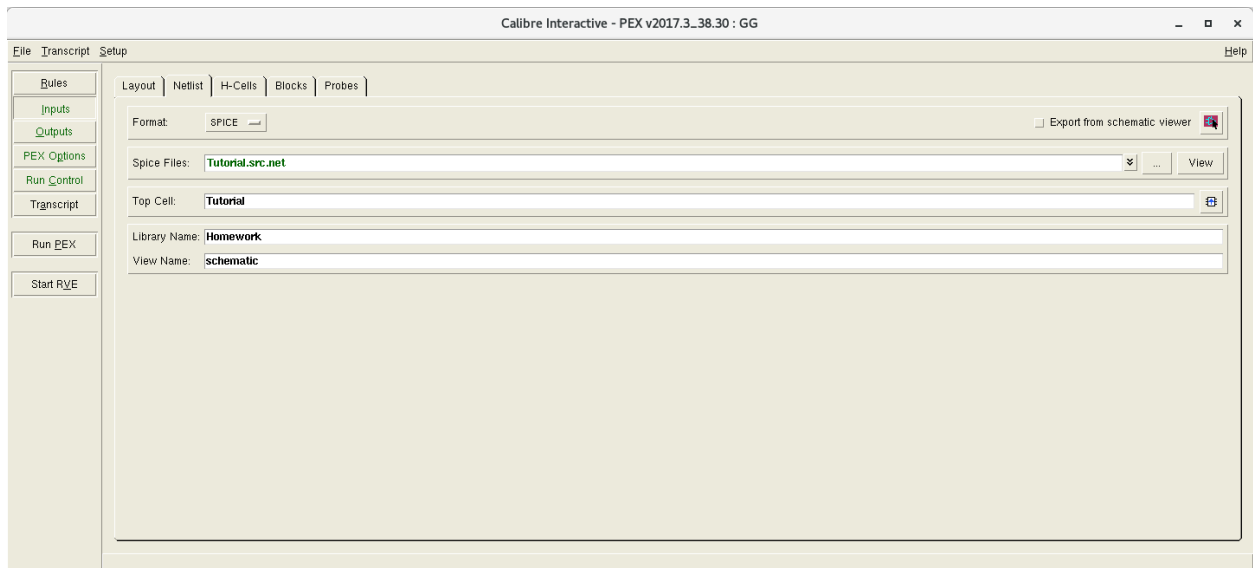 Calibre Interactive - PEX v2017.3_38.30 : GG
File Transcript Setup Help
Rules
Inputs
Outputs
PEX Options
Run Control
Transcript
Run PEX
Start RVE
Layout Netlist H-Cells Blocks Probes
Format: SPICE Export from schematic viewer
Spice Files: Tutorial.src.net ... View
Top Cell: Tutorial
Library Name: Homework
View Name: schematic